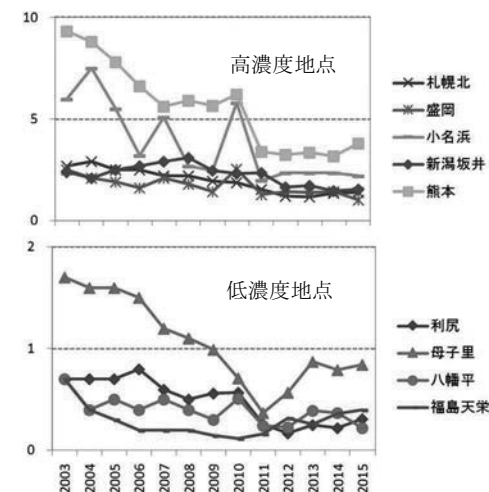 10
5
0
高濃度地点
札幌北
盛岡
小名浜
新潟坂井
熊本
2
1
0
低濃度地点
利尻
母子里
八幡平
福島天栄
2003
2004
2005
2006
2007
2008
2009
2010
2011
2012
2013
2014
2015